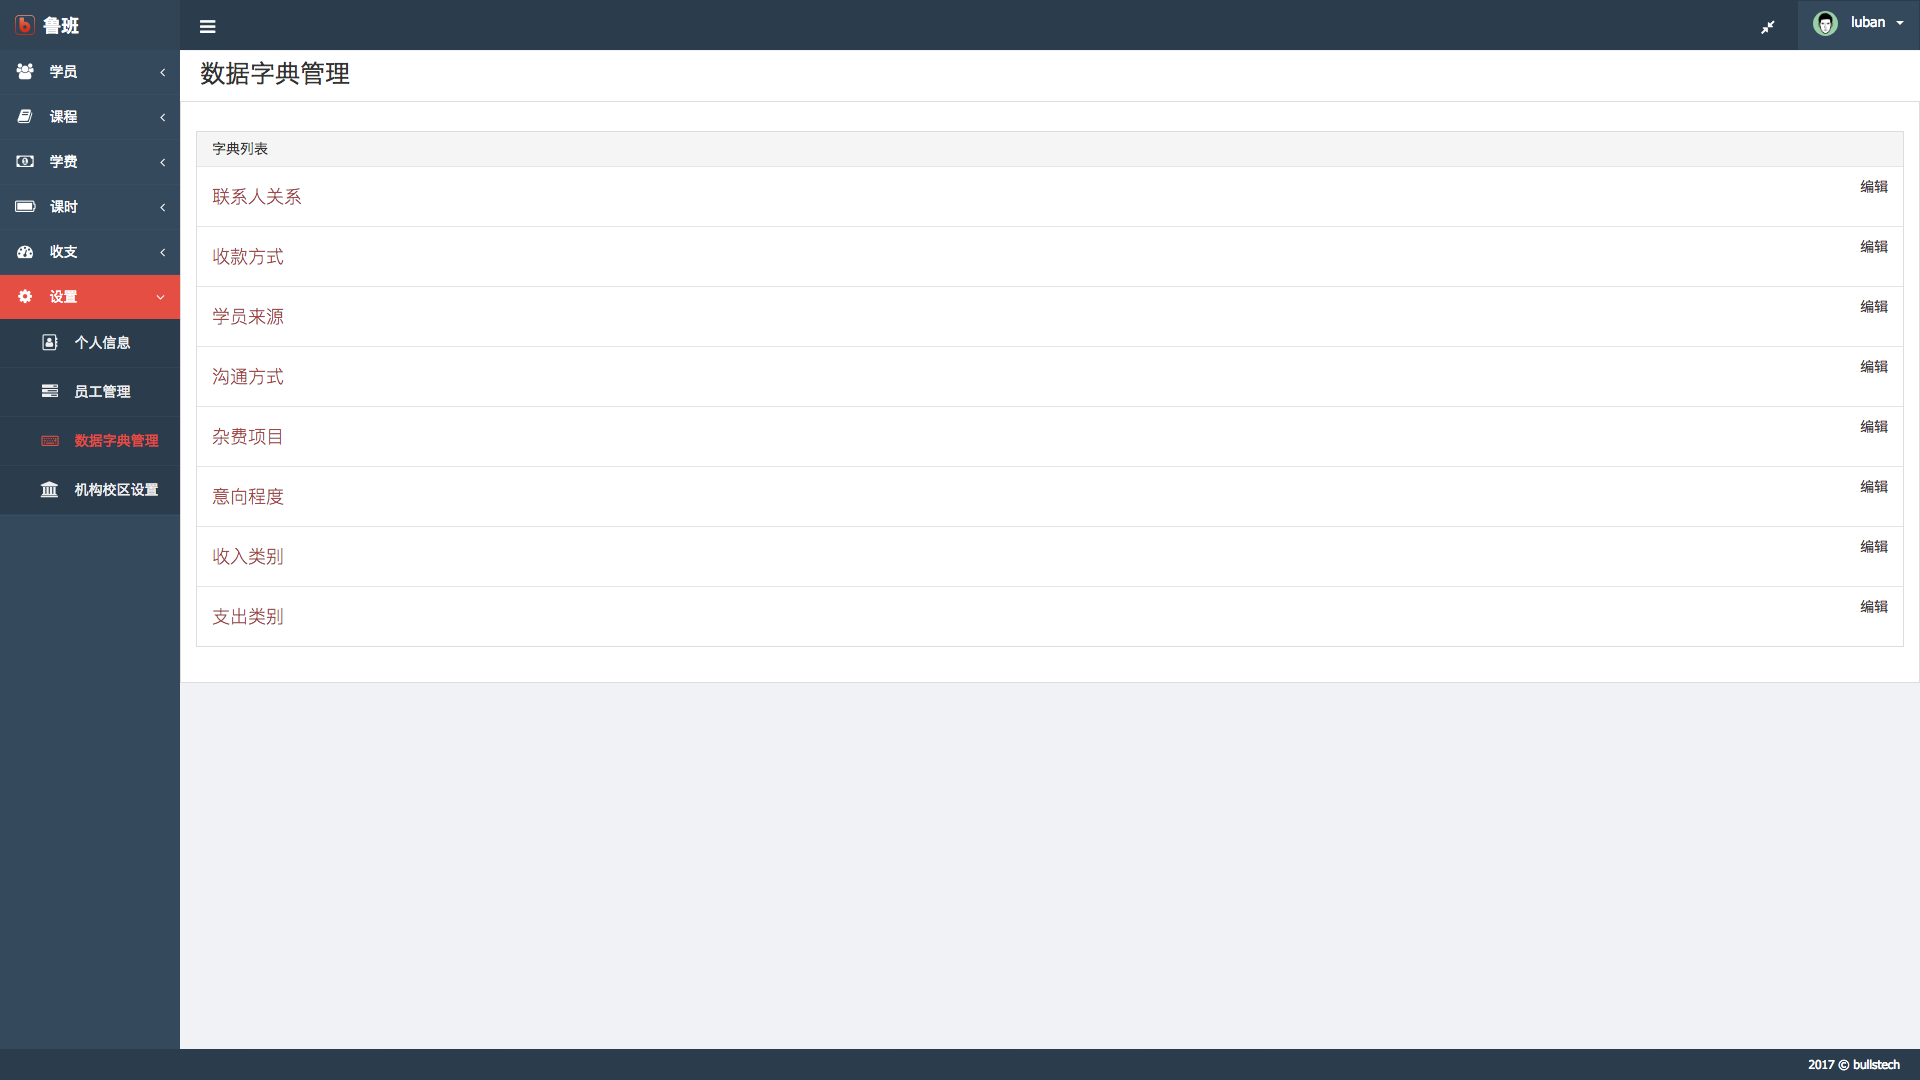 鲁班
luban
学员
课程
学费
课时
收支
设置
个人信息
员工管理
数据字典管理
机构校区设置
数据字典管理
字典列表
联系人关系 编辑
收款方式 编辑
学员来源 编辑
沟通方式 编辑
杂费项目 编辑
意向程度 编辑
收入类别 编辑
支出类别 编辑
2017 © bullstech